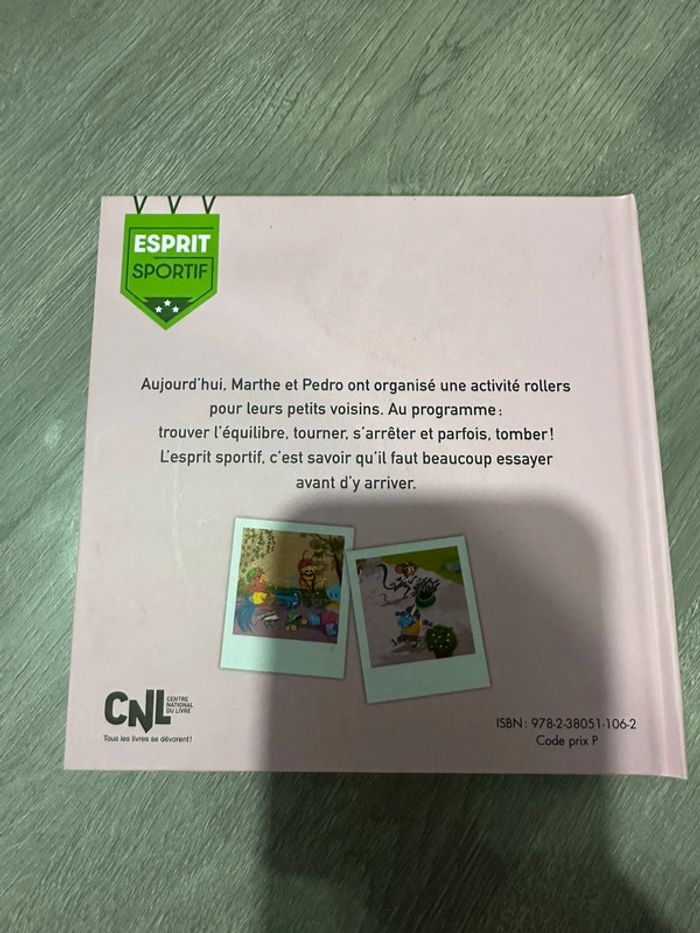 ESPRIT
SPORTIF
Aujourd'hui, Marthe et Pedro ont organisé une activité rollers
pour leurs petits voisins. Au programme :
trouver l'équilibre, tourner, s'arrêter et parfois, tomber !
L'esprit sportif, c'est savoir qu'il faut beaucoup essayer
avant d'y arriver.
CNL
CENTRE
NATIONAL
DU LIVRE
Tous les livres se dévorent !
ISBN : 978-2-38051-106-2
Code prix P